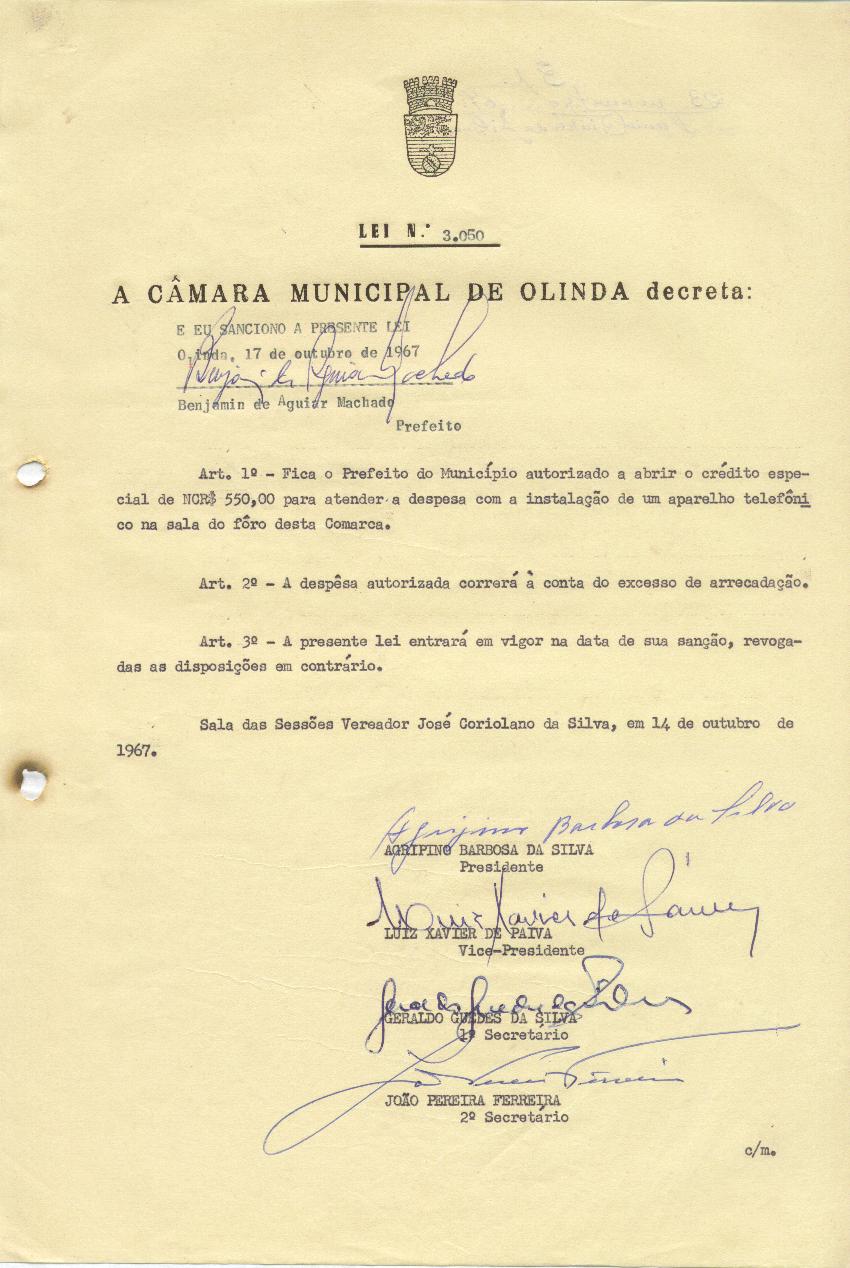 LEI N.º 3.050
A CÂMARA MUNICIPAL DE OLINDA decreta:
E EU SANCIONO A PRESENTE LEI
Olinda, 17 de outubro de 1967
Benjamin de Aguiar Machado
Benjamin de Aguiar Machado
Prefeito
Art. 1º - Fica o Prefeito do Município autorizado a abrir o crédito espe-
cial de NCR$ 550,00 para atender a despesa com a instalação de um aparelho telefôni
co na sala do fôro desta Comarca.
Art. 2º - A despêsa autorizada correrá à conta do excesso de arrecadação.
Art. 3º - A presente lei entrará em vigor na data de sua sanção, revoga-
das as disposições em contrário.
Sala das Sessões Vereador José Coriolano da Silva, em 14 de outubro de
1967.
Agripino Barbosa da Silva
AGRIPINO BARBOSA DA SILVA
Presidente
Luiz Xavier de Paiva
LUIZ XAVIER DE PAIVA
Vice-Presidente
Geraldo Guedes da Silva
GERALDO GUEDES DA SILVA
1º Secretário
João Pereira Ferreira
JOÃO PEREIRA FERREIRA
2º Secretário
c/m.